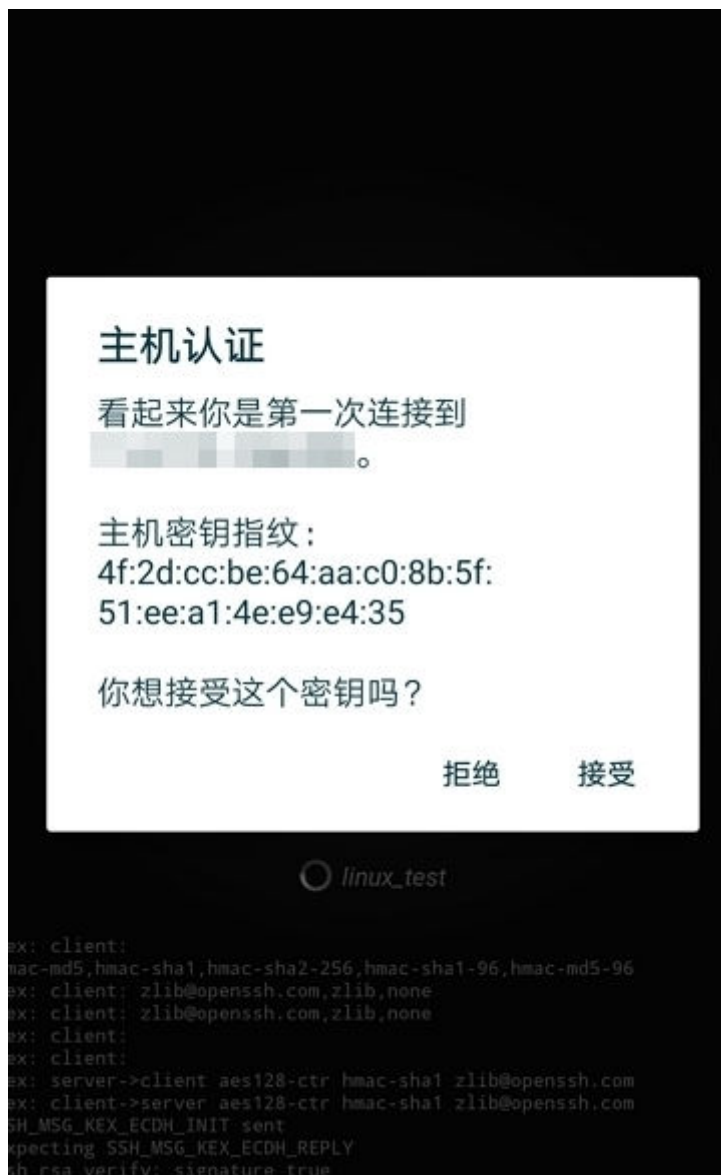 主机认证
看起来你是第一次连接到
。
主机密钥指纹：
4f:2d:cc:be:64:aa:c0:8b:5f:
51:ee:a1:4e:e9:e4:35
你想接受这个密钥吗？
拒绝 接受
linux_test
ex: client:
mac-md5,hmac-sha1,hmac-sha2-256,hmac-sha1-96,hmac-md5-96
ex: client: zlib@openssh.com,zlib,none
ex: client: zlib@openssh.com,zlib,none
ex: client:
ex: client:
ex: server->client aes128-ctr hmac-sha1 zlib@openssh.com
ex: client->server aes128-ctr hmac-sha1 zlib@openssh.com
SH_MSG_KEX_ECDH_INIT sent
xpecting SSH_MSG_KEX_ECDH_REPLY
sh_rsa_verify: signature true